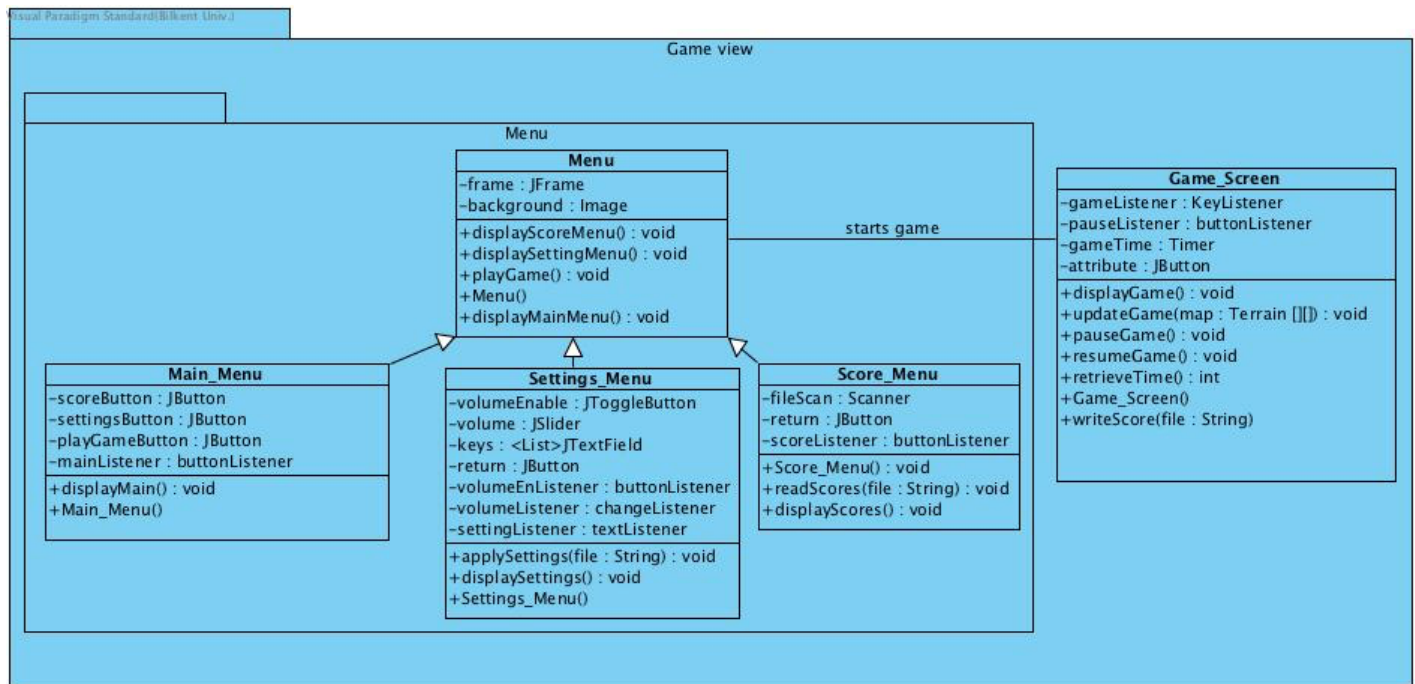 Visual Paradigm Standard(Bilkent Univ.)
Game view
Menu
Menu
-frame : JFrame
-background : Image
+displayScoreMenu() : void
+displaySettingMenu() : void
+playGame() : void
+Menu()
+displayMainMenu() : void
starts game
Game_Screen
-gameListener : KeyListener
-pauseListener : buttonListener
-gameTime : Timer
-attribute : JButton
+displayGame() : void
+updateGame(map : Terrain [][]) : void
+pauseGame() : void
+resumeGame() : void
+retrieveTime() : int
+Game_Screen()
+writeScore(file : String)
Main_Menu
-scoreButton : JButton
-settingsButton : JButton
-playGameButton : JButton
-mainListener : buttonListener
+displayMain() : void
+Main_Menu()
Settings_Menu
-volumeEnable : JToggleButton
-volume : JSlider
-keys : <List>JTextField
-return : JButton
-volumeEnListener : buttonListener
-volumeListener : changeListener
-settingListener : textListener
+applySettings(file : String) : void
+displaySettings() : void
+Settings_Menu()
Score_Menu
-fileScan : Scanner
-return : JButton
-scoreListener : buttonListener
+Score_Menu() : void
+readScores(file : String) : void
+displayScores() : void